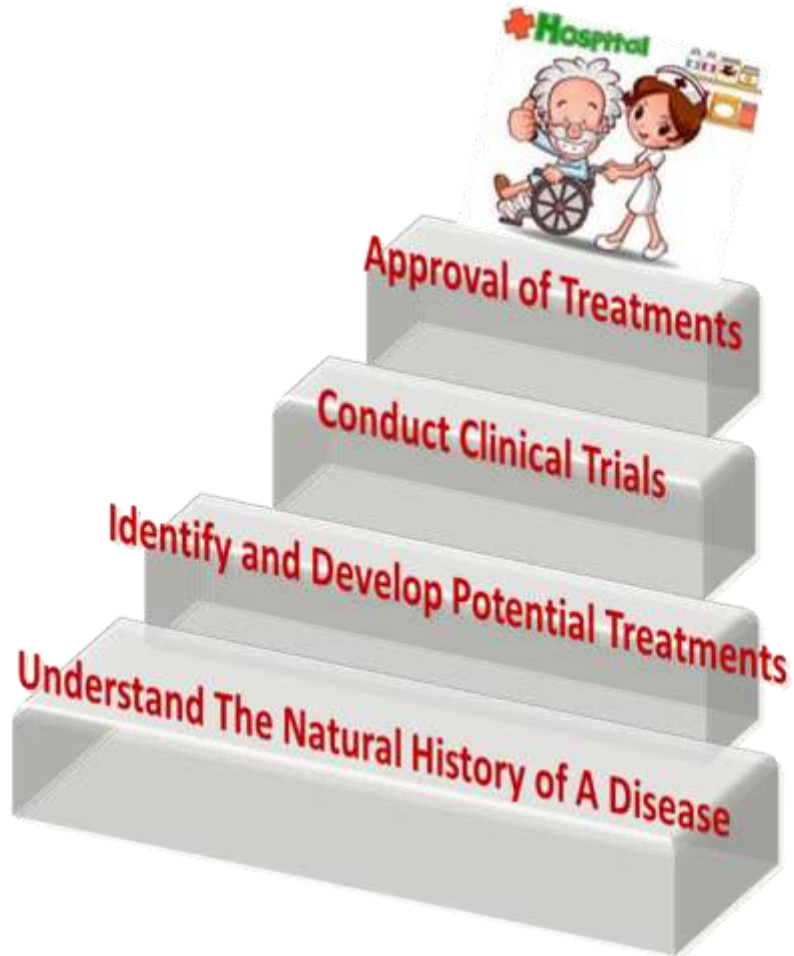 Hospital
Approval of Treatments
Conduct Clinical Trials
Identify and Develop Potential Treatments
Understand The Natural History of A Disease